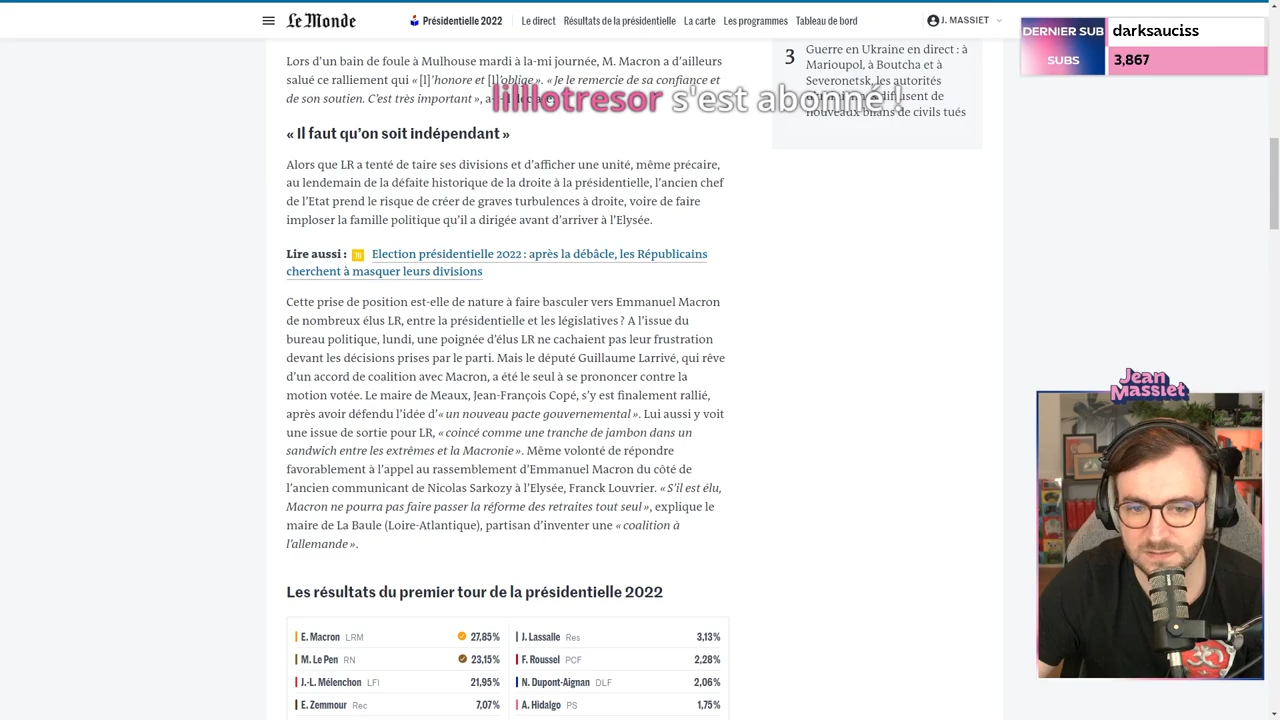 Le Monde
Présidentielle 2022
Le direct
Résultats de la présidentielle
La carte
Les programmes
Tableau de bord
J. MASSIET
DERNIER SUB
darksauciss
SUBS
3,867
Lors d'un bain de foule à Mulhouse mardi à la-mi journée, M. Macron a d'ailleurs
salué ce ralliement qui « [l]'honore et [l]'oblige ». « Je le remercie de sa confiance et
de son soutien. C'est très important »,
lilllotresor s'est abonné !
« Il faut qu'on soit indépendant »
Alors que LR a tenté de taire ses divisions et d'afficher une unité, même précaire,
au lendemain de la défaite historique de la droite à la présidentielle, l'ancien chef
de l'Etat prend le risque de créer de graves turbulences à droite, voire de faire
imploser la famille politique qu'il a dirigée avant d'arriver à l'Elysée.
Lire aussi : Election présidentielle 2022 : après la débâcle, les Républicains
cherchent à masquer leurs divisions
Cette prise de position est-elle de nature à faire basculer vers Emmanuel Macron
de nombreux élus LR, entre la présidentielle et les législatives ? A l'issue du
bureau politique, lundi, une poignée d'élus LR ne cachaient pas leur frustration
devant les décisions prises par le parti. Mais le député Guillaume Larrivé, qui rêve
d'un accord de coalition avec Macron, a été le seul à se prononcer contre la
motion votée. Le maire de Meaux, Jean-François Copé, s'y est finalement rallié,
après avoir défendu l'idée d'« un nouveau pacte gouvernemental ». Lui aussi y voit
une issue de sortie pour LR, « coincé comme une tranche de jambon dans un
sandwich entre les extrêmes et la Macronie ». Même volonté de répondre
favorablement à l'appel au rassemblement d'Emmanuel Macron du côté de
l'ancien communicant de Nicolas Sarkozy à l'Elysée, Franck Louvrier. « S'il est élu,
Macron ne pourra pas faire passer la réforme des retraites tout seul », explique le
maire de La Baule (Loire-Atlantique), partisan d'inventer une « coalition à
l'allemande ».
Les résultats du premier tour de la présidentielle 2022
E. Macron LRM 27,85%
M. Le Pen RN 23,15%
J.-L. Mélenchon LFI 21,95%
E. Zemmour Rec 7,07%
J. Lassalle Res 3,13%
F. Roussel PCF 2,28%
N. Dupont-Aignan DLF 2,06%
A. Hidalgo PS 1,75%
3
Guerre en Ukraine en direct : à
Marioupol, à Boutcha et à
Severonetsk, les autorités
nouveaux bilans de civils tués
Jean
Massiet